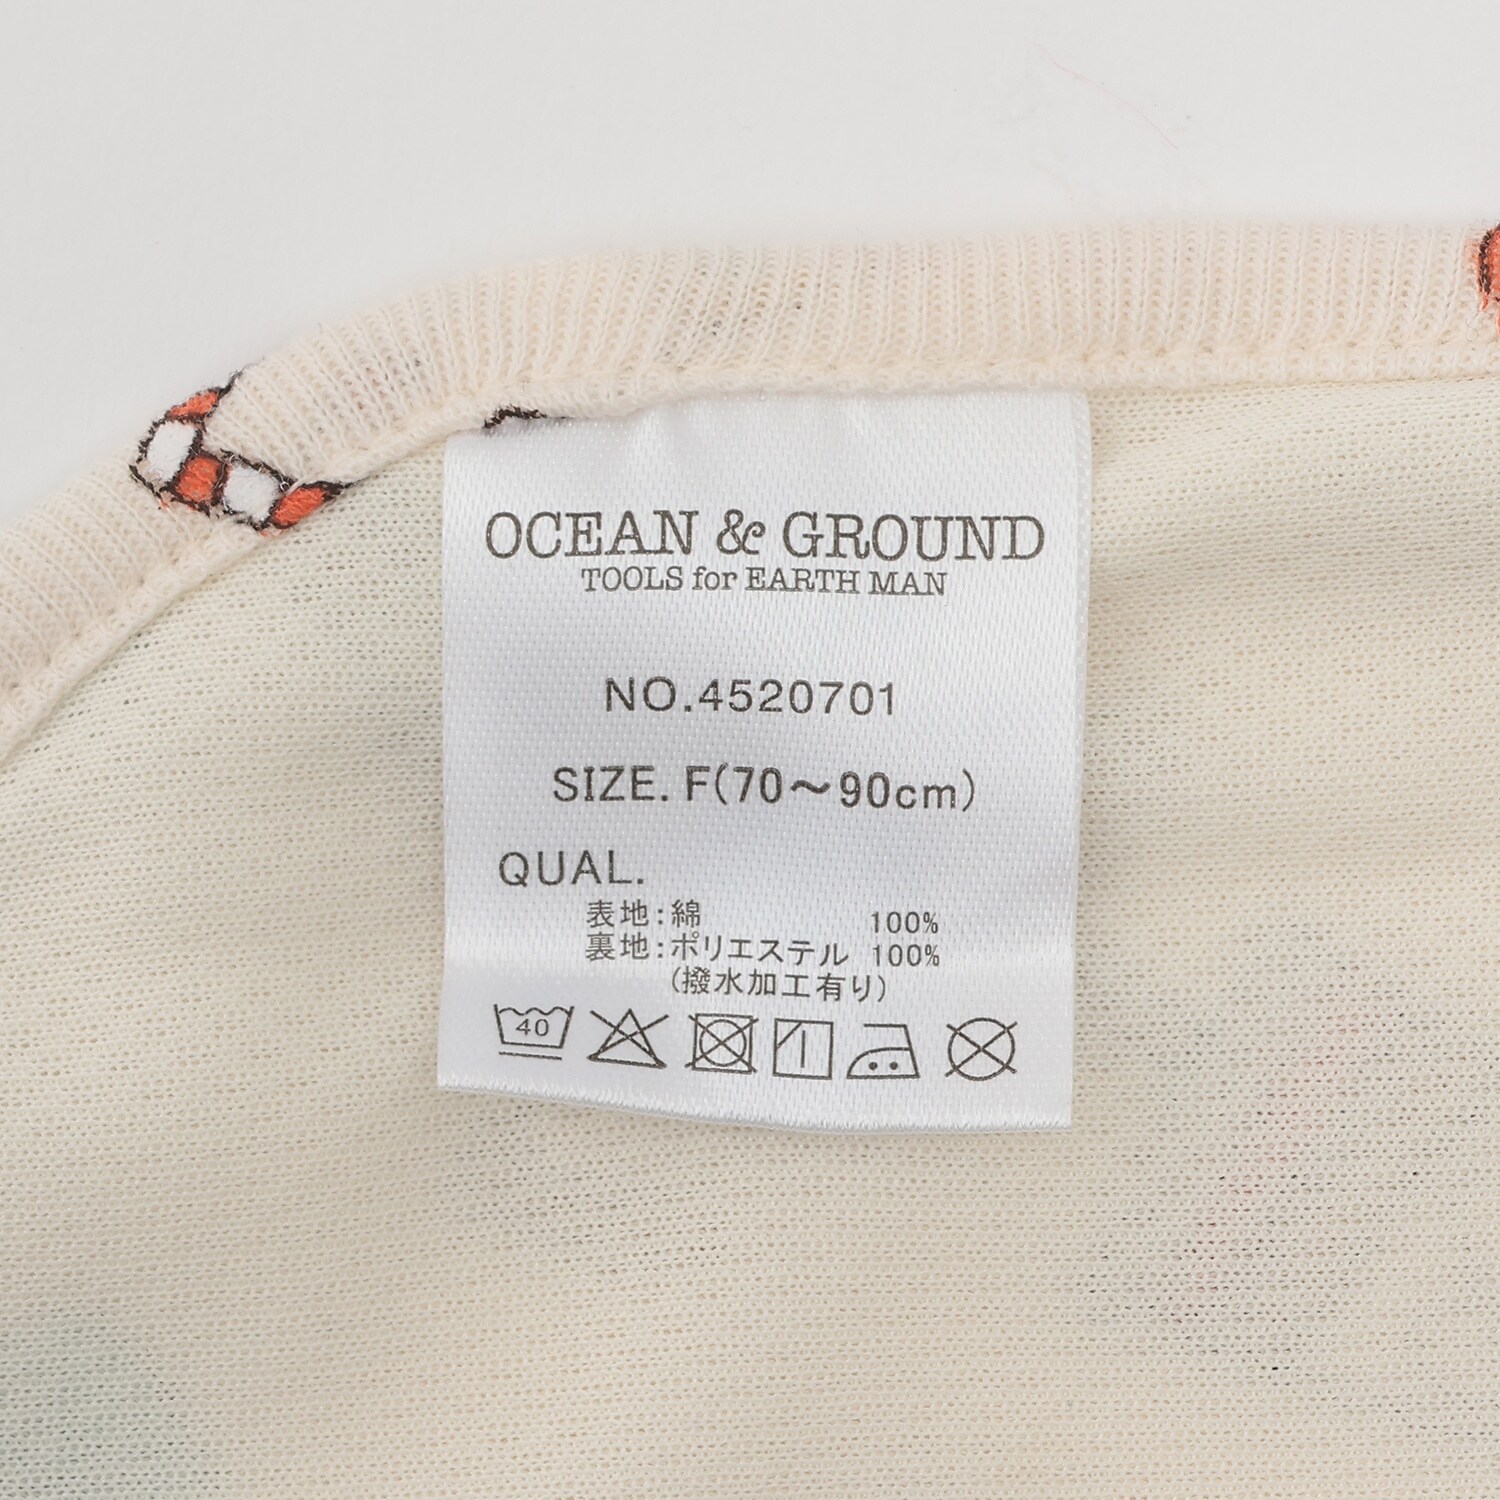 OCEAN & GROUND
TOOLS for EARTH MAN
NO.4520701
SIZE. F(70～90cm)
QUAL.
表地:綿 100%
裏地:ポリエステル 100%
(撥水加工有り)
40